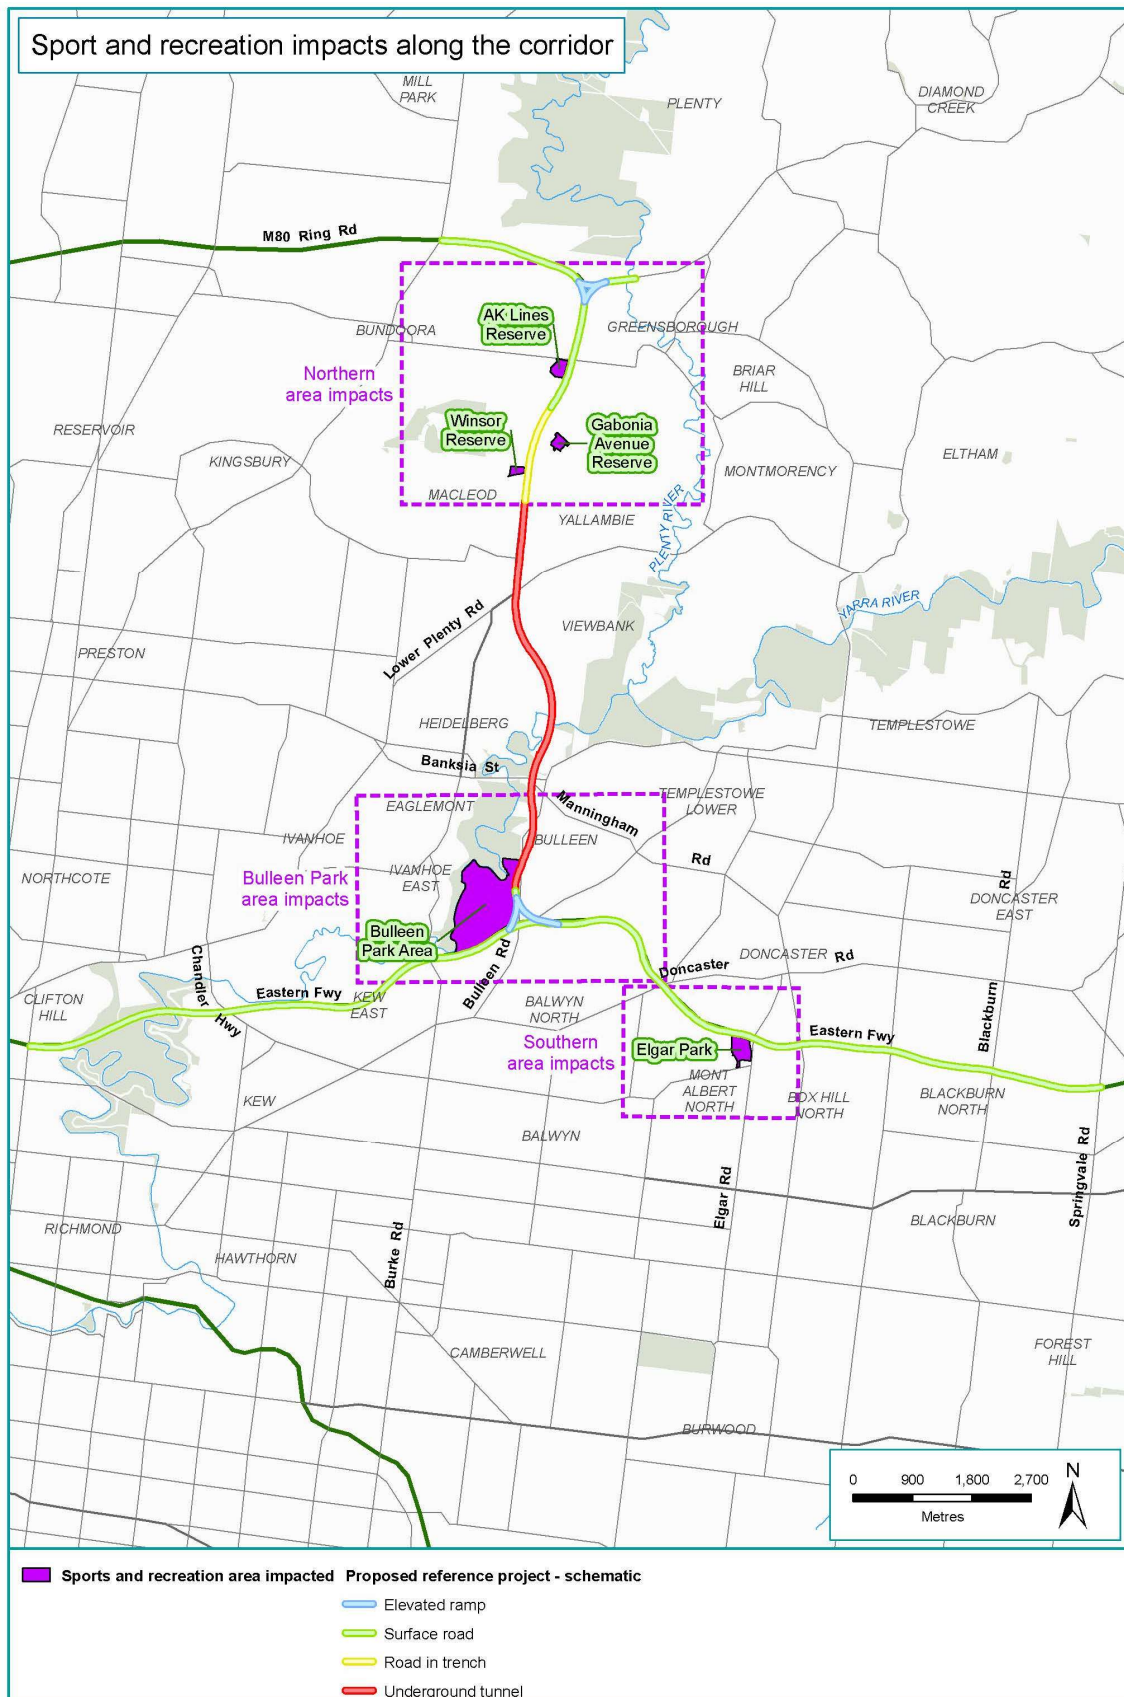 Sport and recreation impacts along the corridor
MILL
PARK
PLENTY
DIAMOND
CREEK
M80 Ring Rd
AK Lines
Reserve
BUNDOORA
GREENSBOROUGH
Northern
area impacts
BRIAR
HILL
Winsor
Reserve
Gabonia
Avenue
Reserve
RESERVOIR
KINGSBURY
ELTHAM
MONTMORENCY
MACLEOD
YALLAMBIE
PLENTY RIVER
YARRA RIVER
Lower Plenty Rd
VIEWBANK
PRESTON
HEIDELBERG
TEMPLESTOWE
Banksia St
EAGLEMONT
Manningham
Rd
TEMPLESTOWE
LOWER
IVANHOE
BULLEEN
IVANHOE
EAST
NORTHCOTE
Bulleen Park
area impacts
DONCASTER
EAST
Bulleen
Park Area
Bulleen Rd
Chandler
Hwy
Doncaster
Rd
DONCASTER
CLIFTON
HILL
Eastern Fwy
KEW
EAST
BALWYN
NORTH
Blackburn
Rd
Southern
area impacts
Elgar Park
Eastern Fwy
MONT
ALBERT
NORTH
BOX HILL
NORTH
BLACKBURN
NORTH
KEW
BALWYN
Springvale Rd
Elgar Rd
RICHMOND
BLACKBURN
HAWTHORN
Burke Rd
CAMBERWELL
FOREST
HILL
BURWOOD
0 900 1,800 2,700
Metres
N
Sports and recreation area impacted
Proposed reference project - schematic
Elevated ramp
Surface road
Road in trench
Underground tunnel